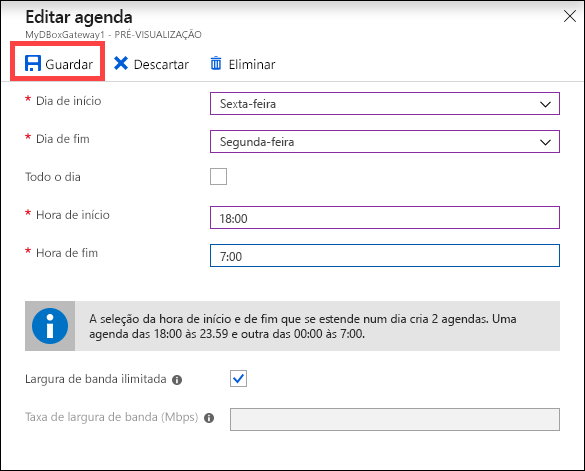 Editar agenda
MyDBoxGateway1 - PRÉ-VISUALIZAÇÃO
Guardar Descartar Eliminar
* Dia de início Sexta-feira
* Dia de fim Segunda-feira
Todo o dia
* Hora de início 18:00
* Hora de fim 7:00
A seleção da hora de início e de fim que se estende num dia cria 2 agendas. Uma
agenda das 18:00 às 23.59 e outra das 00:00 às 7:00.
Largura de banda ilimitada
Taxa de largura de banda (Mbps)